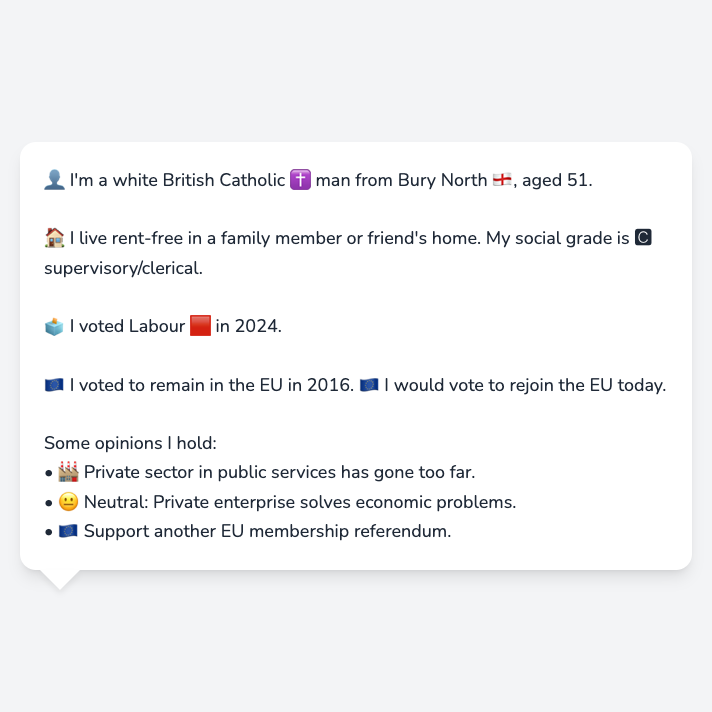 👤 I'm a white British Catholic ✝️ man from Bury North 🏴󠁧󠁢󠁥󠁮󠁧󠁿, aged 51.
🏠 I live rent-free in a family member or friend's home. My social grade is 🅲
supervisory/clerical.
🗳️ I voted Labour 🟥 in 2024.
🇪🇺 I voted to remain in the EU in 2016. 🇪🇺 I would vote to rejoin the EU today.
Some opinions I hold:
• 🏭 Private sector in public services has gone too far.
• 😐 Neutral: Private enterprise solves economic problems.
• 🇪🇺 Support another EU membership referendum.